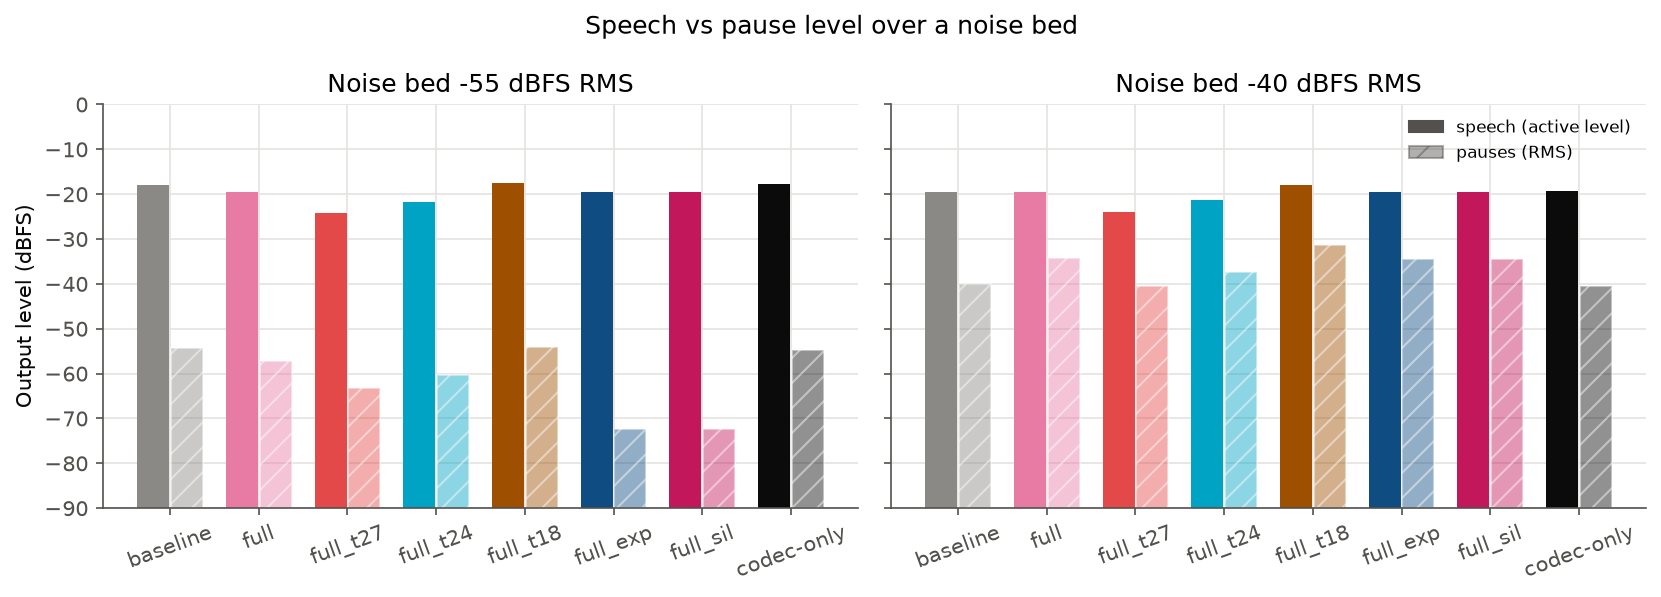 Speech vs pause level over a noise bed
Noise bed -55 dBFS RMS
Noise bed -40 dBFS RMS
speech (active level)
pauses (RMS)
Output level (dBFS)
0
−10
−20
−30
−40
−50
−60
−70
−80
−90
baseline
full
full_t27
full_t24
full_t18
full_exp
full_sil
codec-only
baseline
full
full_t27
full_t24
full_t18
full_exp
full_sil
codec-only